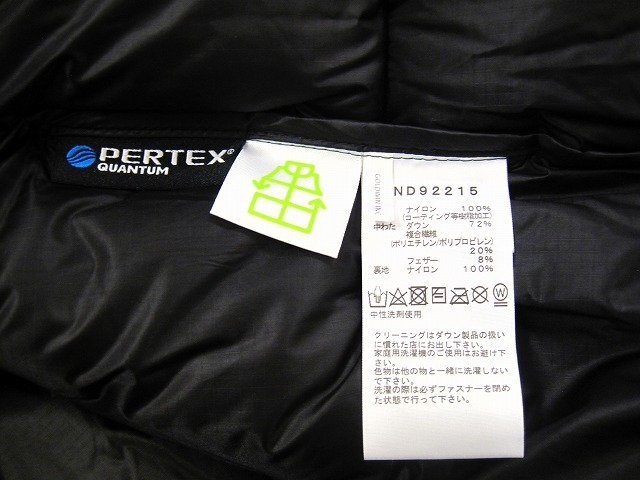 PERTEX®
QUANTUM
GOLDWIN INC.
ND92215
ナイロン 100%
(コーティング等樹脂加工)
中わた ダウン 72%
複合繊維
(ポリエチレン/ポリプロピレン)
20%
フェザー 8%
裏地 ナイロン 100%
中性洗剤使用
クリーニングはダウン製品の扱い
に慣れた店にお出し下さい。
家庭用洗濯機のご使用はお避け下
さい。
色物は他の物と一緒に洗濯しない
で下さい。
洗濯の際は必ずファスナーを閉め
た状態で行って下さい。